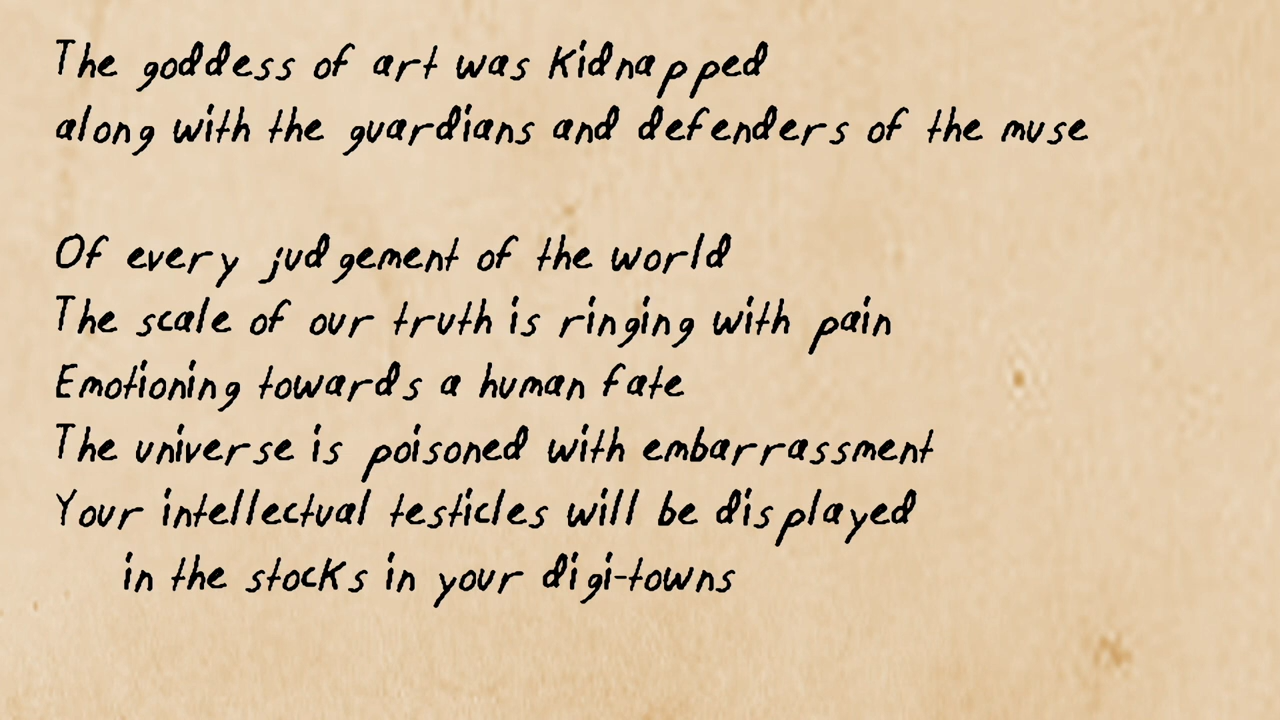 The goddess of art was kidnapped
along with the guardians and defenders of the muse
Of every judgement of the world
The scale of our truth is ringing with pain
Emotioning towards a human fate
The universe is poisoned with embarrassment
Your intellectual testicles will be displayed
in the stocks in your digi-towns